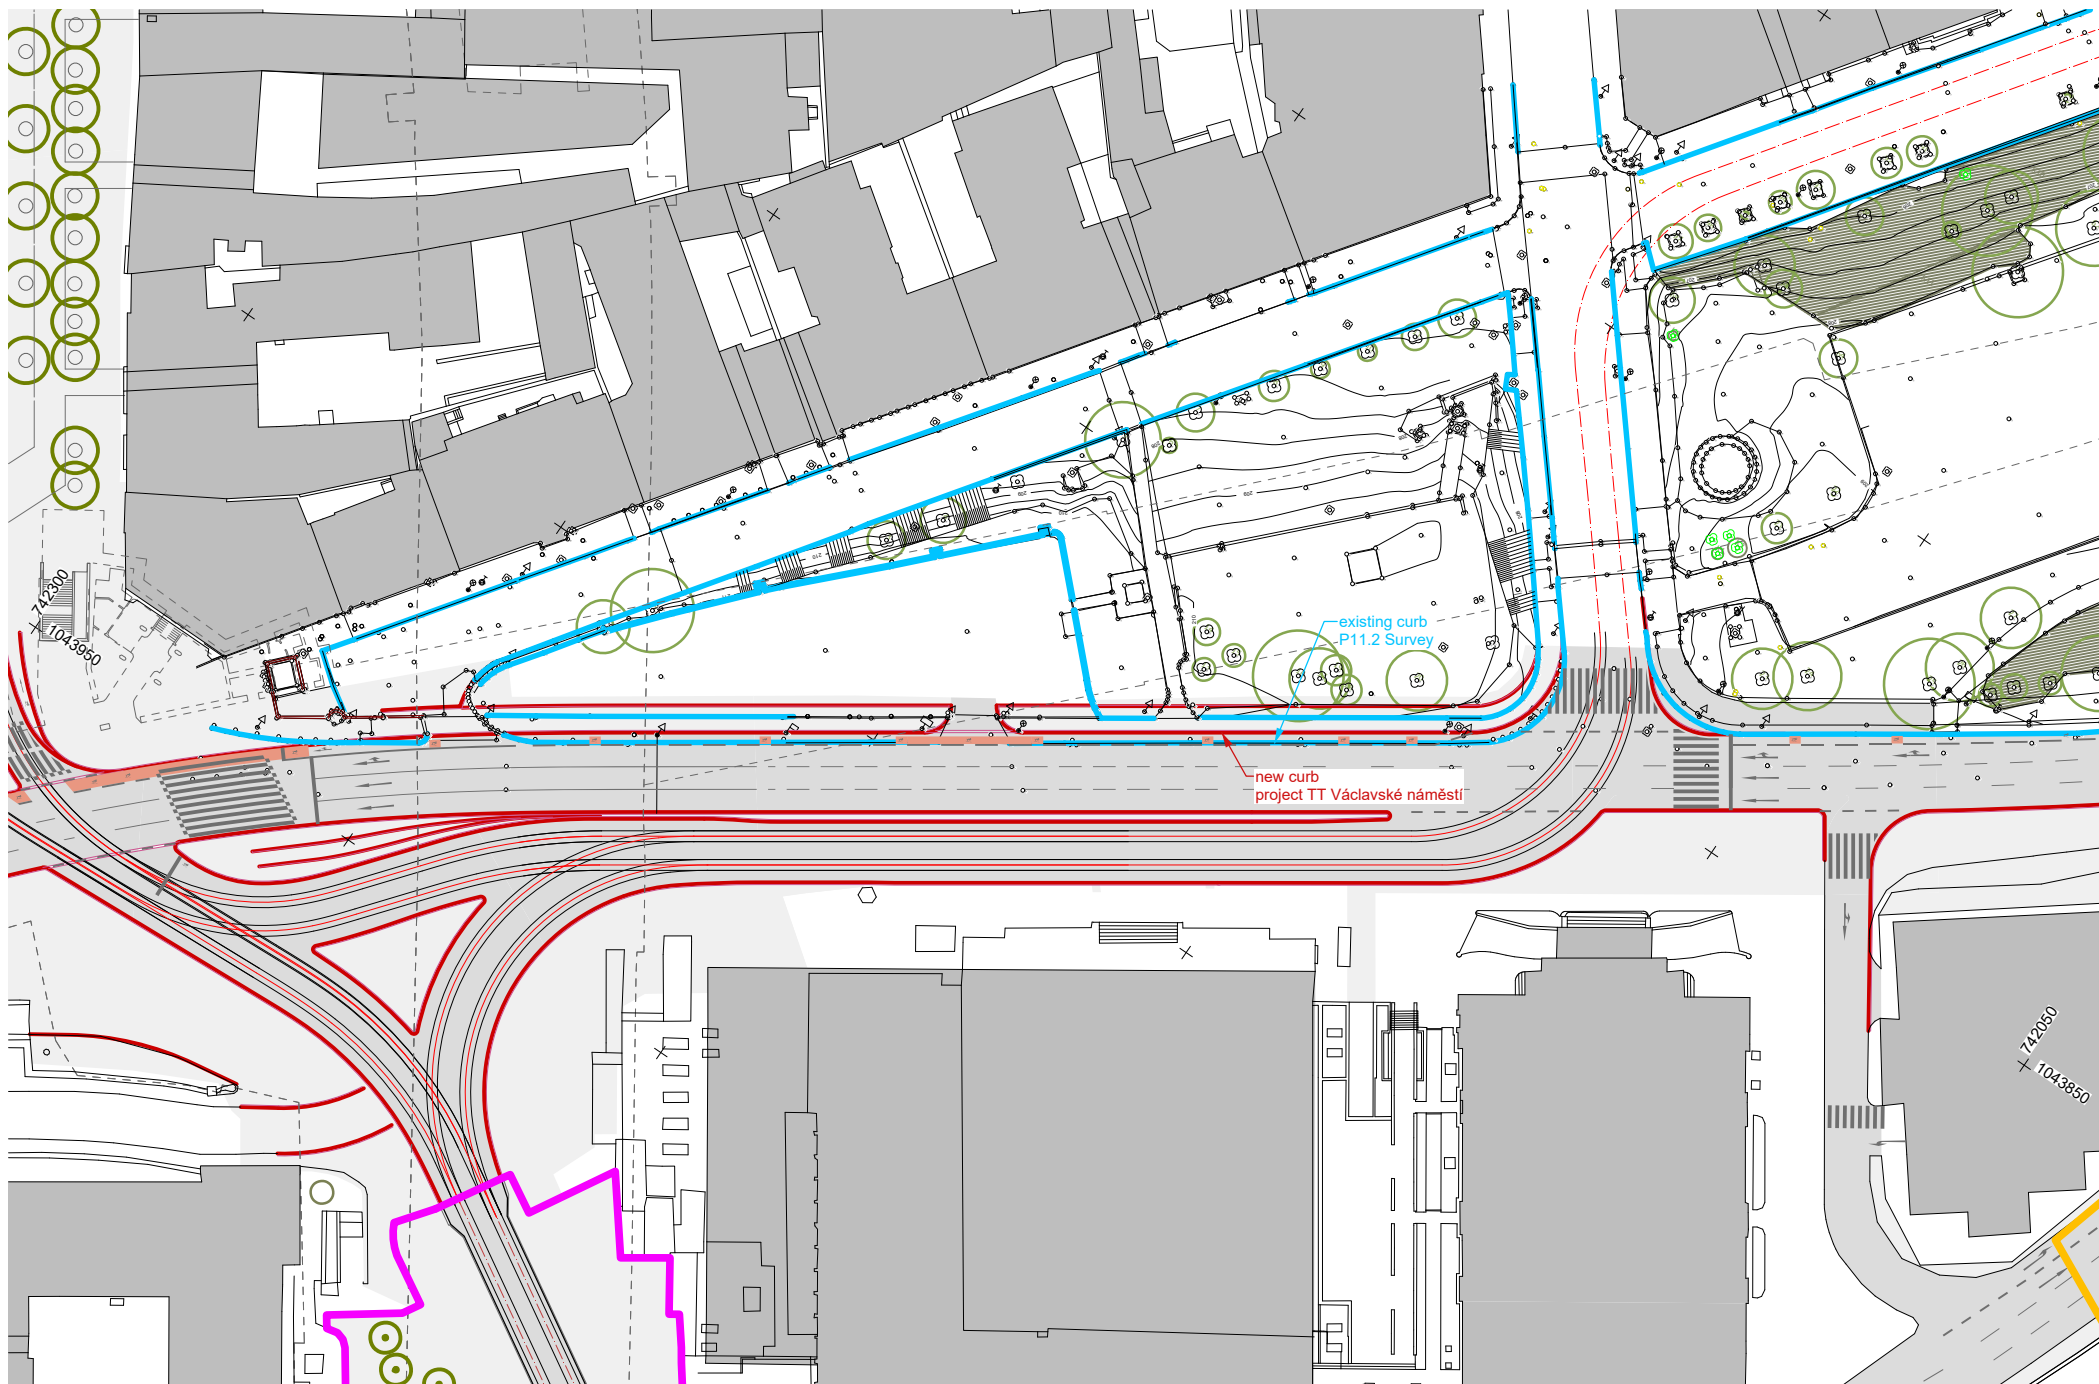 existing curb
P11.2 Survey
new curb
project TT Václavské náměstí
742300
1043950
742050
1043850